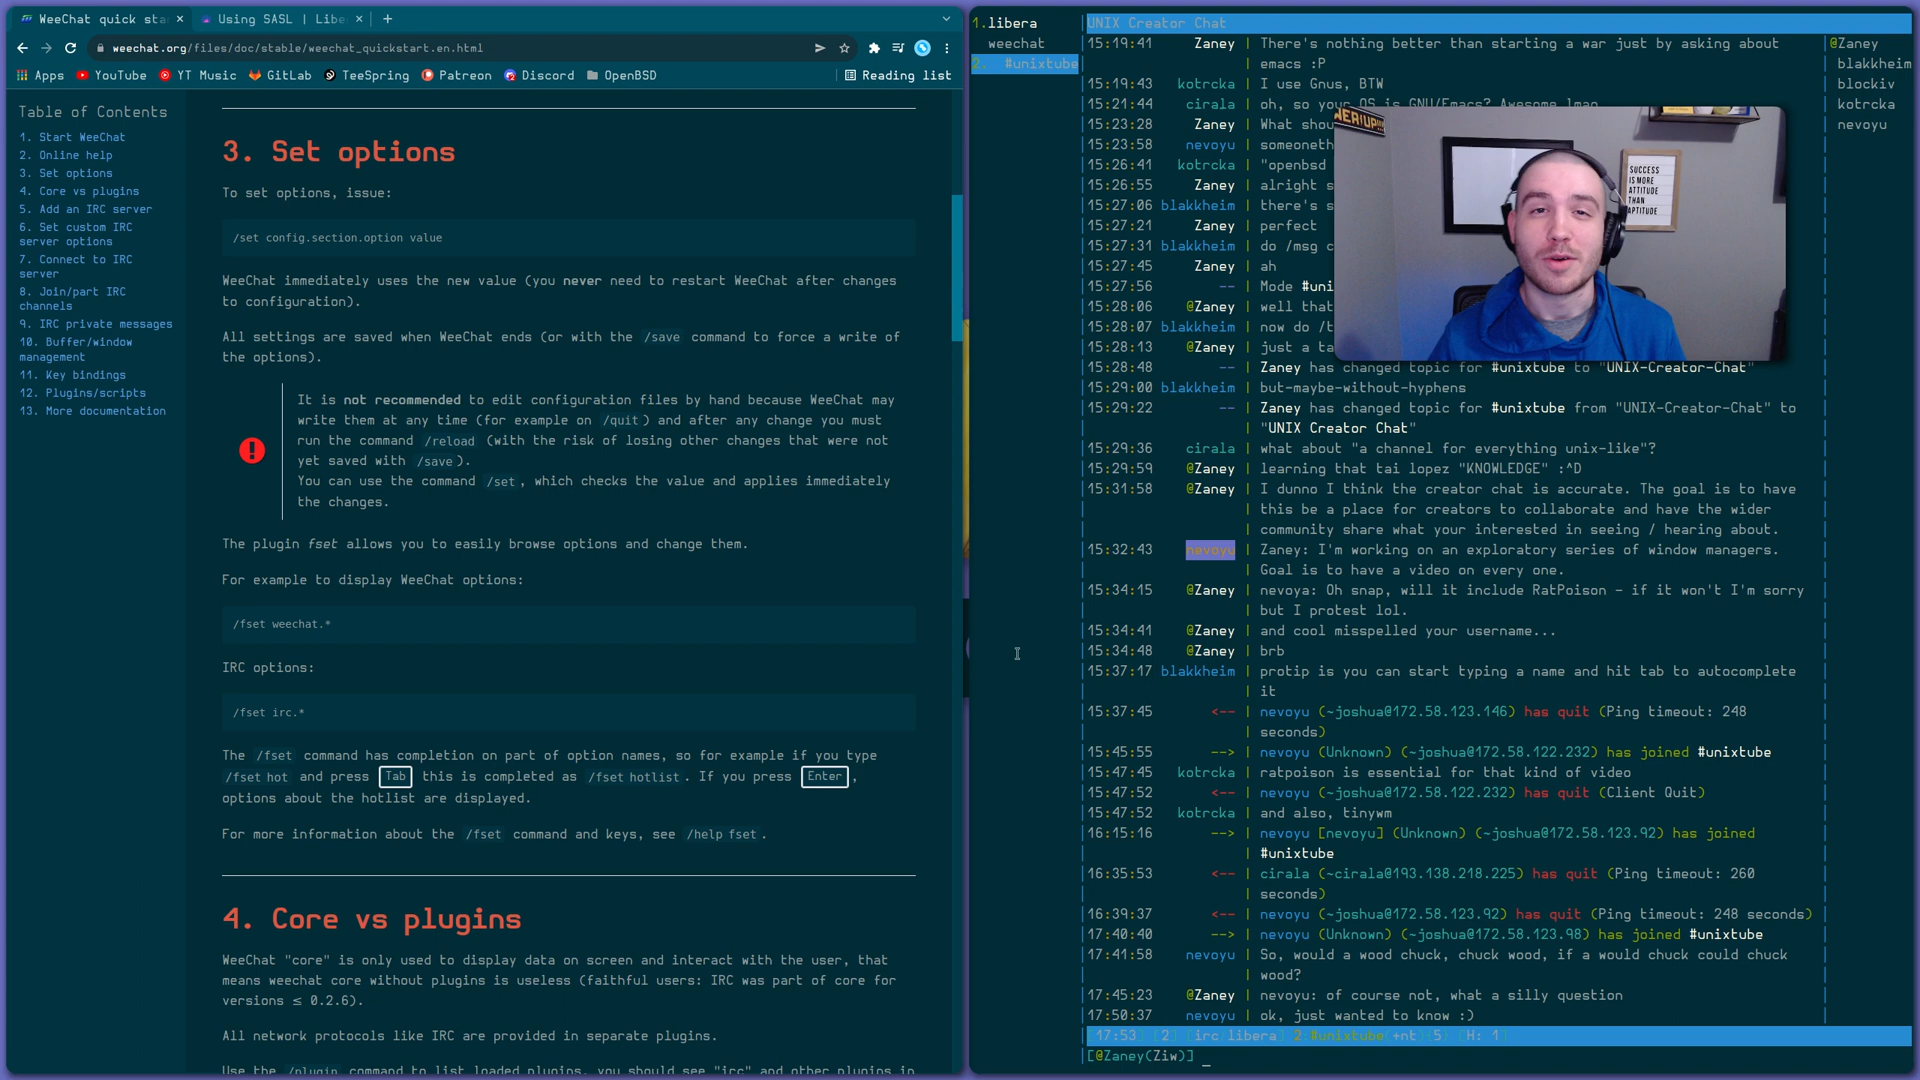 WeeChat quick sta
Using SASL | Libe
weechat.org/files/doc/stable/weechat_quickstart.en.html
Apps YouTube YT Music GitLab TeeSpring Patreon Discord OpenBSD Reading list
Table of Contents
1. Start WeeChat
2. Online help
3. Set options
4. Core vs plugins
5. Add an IRC server
6. Set custom IRC
server options
7. Connect to IRC
server
8. Join/part IRC
channels
9. IRC private messages
10. Buffer/window
management
11. Key bindings
12. Plugins/scripts
13. More documentation
3. Set options
To set options, issue:
/set config.section.option value
WeeChat immediately uses the new value (you never need to restart WeeChat after changes
to configuration).
All settings are saved when WeeChat ends (or with the /save command to force a write of
the options).
It is not recommended to edit configuration files by hand because WeeChat may
write them at any time (for example on /quit) and after any change you must
run the command /reload (with the risk of losing other changes that were not
yet saved with /save).
You can use the command /set, which checks the value and applies immediately
the changes.
The plugin fset allows you to easily browse options and change them.
For example to display WeeChat options:
/fset weechat.*
IRC options:
/fset irc.*
The /fset command has completion on part of option names, so for example if you type
/fset hot and press Tab this is completed as /fset hotlist. If you press Enter,
options about the hotlist are displayed.
For more information about the /fset command and keys, see /help fset.
4. Core vs plugins
WeeChat "core" is only used to display data on screen and interact with the user, that
means weechat core without plugins is useless (faithful users: IRC was part of core for
versions ≤ 0.2.6).
All network protocols like IRC are provided in separate plugins.
Use the /plugin command to list loaded plugins, you should see "irc" and other plugins in
1.libera
weechat
2. #unixtube
UNIX Creator Chat
15:19:41 Zaney | There's nothing better than starting a war just by asking about
| emacs :P
15:19:43 kotrcka | I use Gnus, BTW
15:21:44 cirala | oh, so your OS is GNU/Emacs? Awesome lmao
15:23:28 Zaney | What shou
15:23:58 nevoyu | someoneth
15:26:41 kotrcka | "openbsd
15:26:55 Zaney | alright s
15:27:06 blakkheim | there's s
15:27:21 Zaney | perfect
15:27:31 blakkheim | do /msg c
15:27:45 Zaney | ah
15:27:56 -- | Mode #uni
15:28:06 @Zaney | well that
15:28:07 blakkheim | now do /t
15:28:13 @Zaney | just a ta
15:28:48 -- | Zaney has changed topic for #unixtube to "UNIX-Creator-Chat"
15:29:00 blakkheim | but-maybe-without-hyphens
15:29:22 -- | Zaney has changed topic for #unixtube from "UNIX-Creator-Chat" to
| "UNIX Creator Chat"
15:29:36 cirala | what about "a channel for everything unix-like"?
15:29:59 @Zaney | learning that tai lopez "KNOWLEDGE" :^D
15:31:58 @Zaney | I dunno I think the creator chat is accurate. The goal is to have
| this be a place for creators to collaborate and have the wider
| community share what your interested in seeing / hearing about.
15:32:43 nevoyu | Zaney: I'm working on an exploratory series of window managers.
| Goal is to have a video on every one.
15:34:15 @Zaney | nevoya: Oh snap, will it include RatPoison - if it won't I'm sorry
| but I protest lol.
15:34:41 @Zaney | and cool misspelled your username...
15:34:48 @Zaney | brb
15:37:17 blakkheim | protip is you can start typing a name and hit tab to autocomplete
| it
15:37:45 <-- | nevoyu (~joshua@172.58.123.146) has quit (Ping timeout: 248
| seconds)
15:45:55 --> | nevoyu (Unknown) (~joshua@172.58.122.232) has joined #unixtube
15:47:45 kotrcka | ratpoison is essential for that kind of video
15:47:52 <-- | nevoyu (~joshua@172.58.122.232) has quit (Client Quit)
15:47:52 kotrcka | and also, tinywm
16:15:16 --> | nevoyu [nevoyu] (Unknown) (~joshua@172.58.123.92) has joined
| #unixtube
16:35:53 <-- | cirala (~cirala@193.138.218.225) has quit (Ping timeout: 260
| seconds)
16:39:37 <-- | nevoyu (~joshua@172.58.123.92) has quit (Ping timeout: 248 seconds)
17:40:40 --> | nevoyu (Unknown) (~joshua@172.58.123.98) has joined #unixtube
17:41:58 nevoyu | So, would a wood chuck, chuck wood, if a would chuck could chuck
| wood?
17:45:23 @Zaney | nevoyu: of course not, what a silly question
17:50:37 nevoyu | ok, just wanted to know :)
[17:53] [2] [irc/libera] 2:#unixtube(+nt){5} [H: 1]
[@Zaney(Ziw)] _
@Zaney
blakkheim
blockiv
kotrcka
nevoyu
SUCCESS
IS MORE
ATTITUDE
THAN
APTITUDE